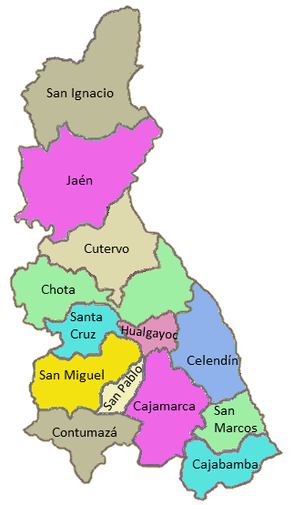 San Ignacio
Jaén
Cutervo
Chota
Santa
Cruz
Hualgayoc
Celendín
San Miguel
San Pablo
Cajamarca
San
Marcos
Contumazá
Cajabamba